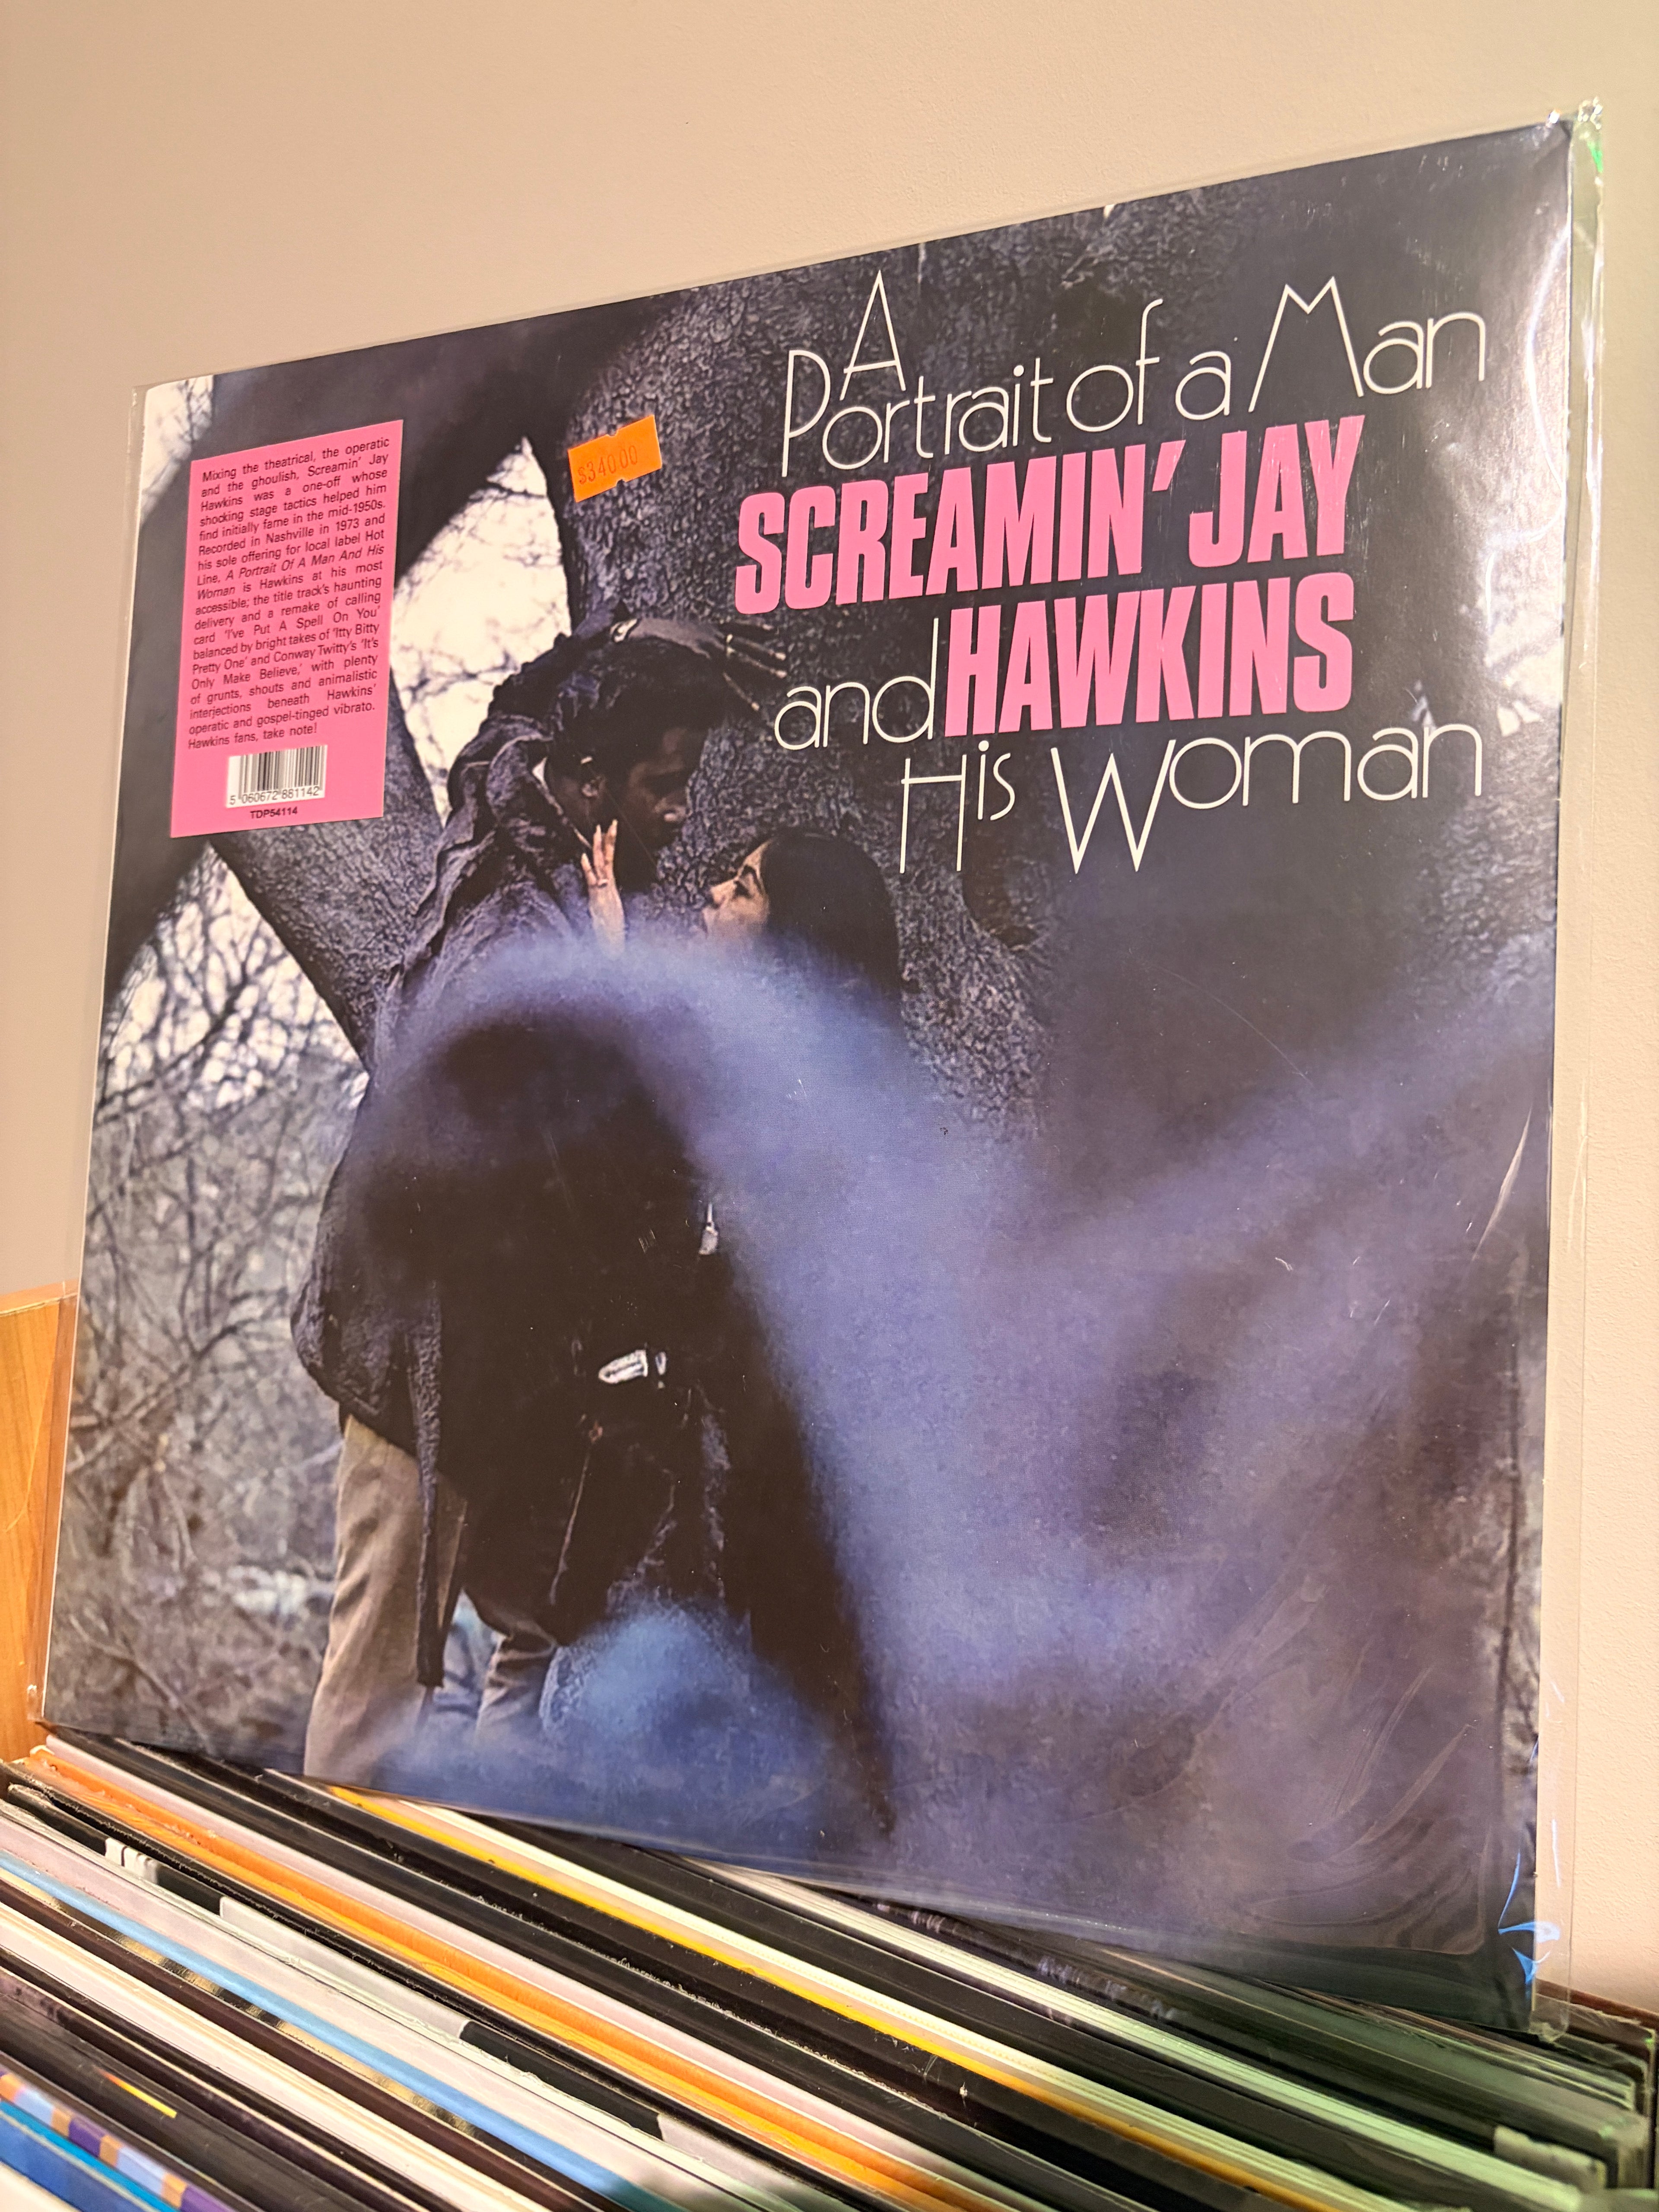 A
Portrait of a Man
SCREAMIN' JAY
and HAWKINS
His Woman
$340.00
Mixing the theatrical, the operatic
and the ghoulish, Screamin' Jay
Hawkins was a one-off whose
shocking stage tactics helped him
find initially fame in the mid-1950s.
Recorded in Nashville in 1973 and
his sole offering for local label Hot
Line, A Portrait Of A Man And His
Woman is Hawkins at his most
accessible; the title track's haunting
delivery and a remake of calling
card 'I've Put A Spell On You'
balanced by bright takes of 'Itty Bitty
Pretty One' and Conway Twitty's 'It's
Only Make Believe,' with plenty
of grunts, shouts and animalistic
interjections beneath Hawkins'
operatic and gospel-tinged vibrato.
Hawkins fans, take note!
5 060672 881142
TDP54114